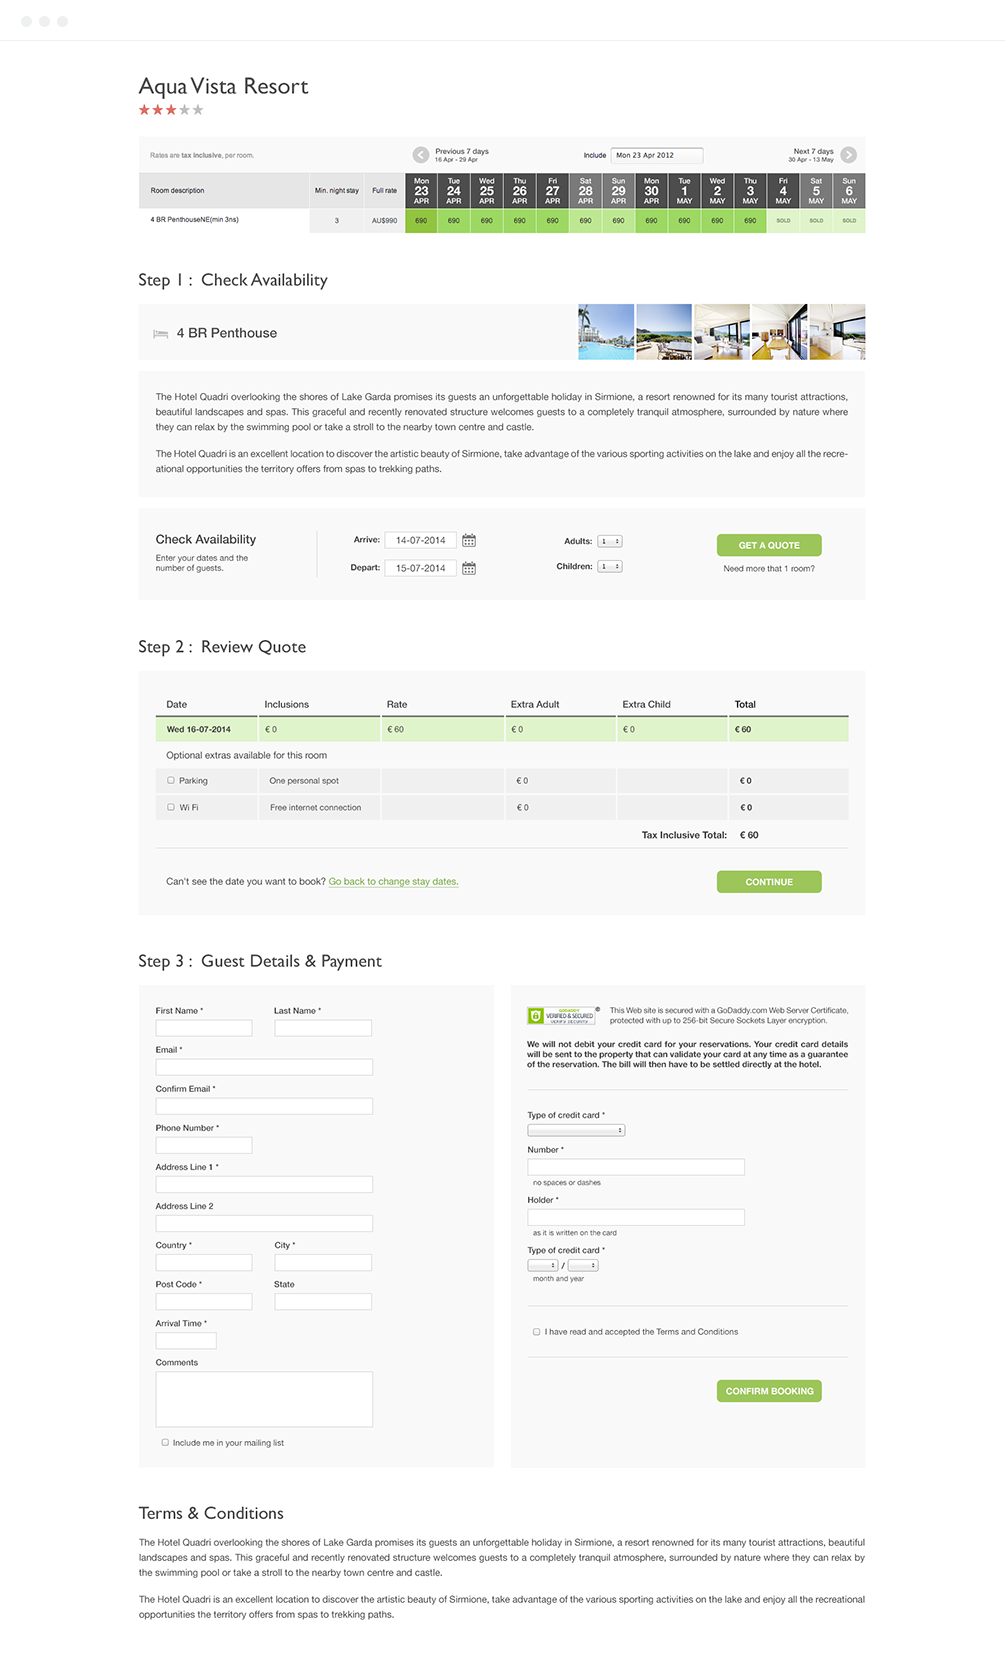 Aqua Vista Resort
Rates are tax inclusive, per room.
Previous 7 days
16 Apr - 29 Apr
Include
Mon 23 Apr 2012
Next 7 days
30 Apr - 13 May
Room description Min. night stay Full rate Mon 23 APR Tue 24 APR Wed 25 APR Thu 26 APR Fri 27 APR Sat 28 APR Sun 29 APR Mon 30 APR Tue 1 MAY Wed 2 MAY Thu 3 MAY Fri 4 MAY Sat 5 MAY Sun 6 MAY
4 BR PenthouseNE(min 3ns) 3 AU$990 690 690 690 690 690 690 690 690 690 690 690 SOLD SOLD SOLD
Step 1 : Check Availability
4 BR Penthouse
The Hotel Quadri overlooking the shores of Lake Garda promises its guests an unforgettable holiday in Sirmione, a resort renowned for its many tourist attractions,
beautiful landscapes and spas. This graceful and recently renovated structure welcomes guests to a completely tranquil atmosphere, surrounded by nature where
they can relax by the swimming pool or take a stroll to the nearby town centre and castle.
The Hotel Quadri is an excellent location to discover the artistic beauty of Sirmione, take advantage of the various sporting activities on the lake and enjoy all the recre-
ational opportunities the territory offers from spas to trekking paths.
Check Availability
Enter your dates and the
number of guests.
Arrive: 14-07-2014
Depart: 15-07-2014
Adults: 1
Children: 1
GET A QUOTE
Need more that 1 room?
Step 2 : Review Quote
Date Inclusions Rate Extra Adult Extra Child Total
Wed 16-07-2014 € 0 € 60 € 0 € 0 € 60
Optional extras available for this room
Parking One personal spot € 0 € 0
Wi Fi Free internet connection € 0 € 0
Tax Inclusive Total: € 60
Can't see the date you want to book? Go back to change stay dates.
CONTINUE
Step 3 : Guest Details & Payment
First Name * Last Name *
Email *
Confirm Email *
Phone Number *
Address Line 1 *
Address Line 2
Country * City *
Post Code * State
Arrival Time *
Comments
Include me in your mailing list
GODADDY
VERIFIED & SECURED
VERIFY SECURITY
This Web site is secured with a GoDaddy.com Web Server Certificate,
protected with up to 256-bit Secure Sockets Layer encryption.
We will not debit your credit card for your reservations. Your credit card details
will be sent to the property that can validate your card at any time as a guarantee
of the reservation. The bill will then have to be settled directly at the hotel.
Type of credit card *
Number *
no spaces or dashes
Holder *
as it is written on the card
Type of credit card *
/
month and year
I have read and accepted the Terms and Conditions
CONFIRM BOOKING
Terms & Conditions
The Hotel Quadri overlooking the shores of Lake Garda promises its guests an unforgettable holiday in Sirmione, a resort renowned for its many tourist attractions, beautiful
landscapes and spas. This graceful and recently renovated structure welcomes guests to a completely tranquil atmosphere, surrounded by nature where they can relax by
the swimming pool or take a stroll to the nearby town centre and castle.
The Hotel Quadri is an excellent location to discover the artistic beauty of Sirmione, take advantage of the various sporting activities on the lake and enjoy all the recreational
opportunities the territory offers from spas to trekking paths.